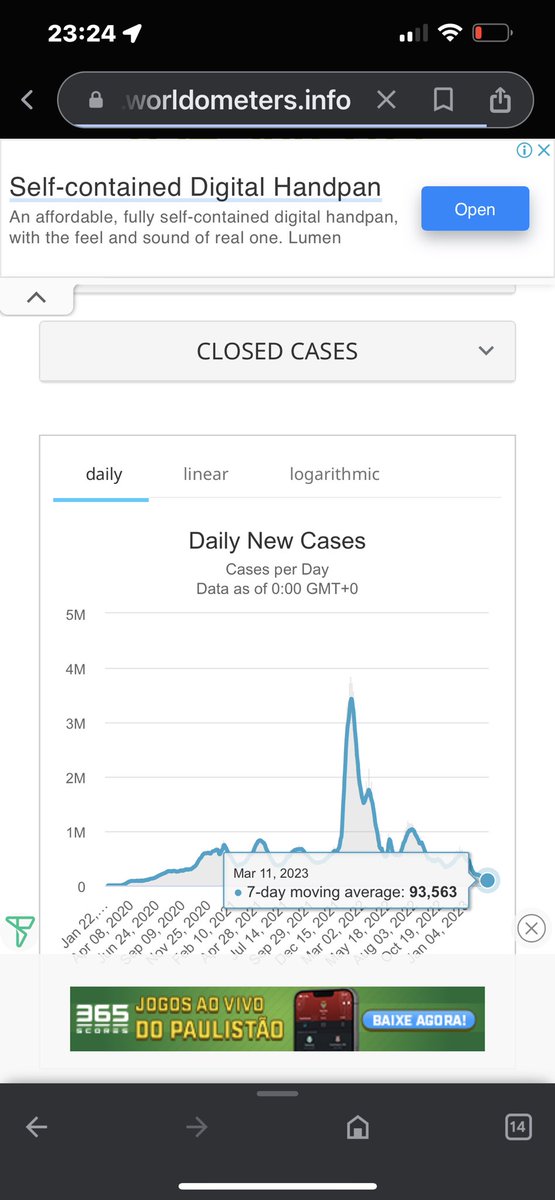 23:24
.worldometers.info
Self-contained Digital Handpan
An affordable, fully self-contained digital handpan,
with the feel and sound of real one. Lumen
Open
CLOSED CASES
daily linear logarithmic
Daily New Cases
Cases per Day
Data as of 0:00 GMT+0
5M
4M
3M
2M
1M
0
Mar 11, 2023
7-day moving average: 93,563
Jan 22,...
Apr 08, 2020
Jun 24, 2020
Sep 09, 2020
Nov 25, 2020
Feb 10, 2021
Apr 28, 2021
Jul 14, 2021
Sep 29, 2021
Dec 15, 2021
Mar 02, 2022
May 18, 2022
Aug 03, 2022
Oct 19, 2022
Jan 04, 2023
365
SCORES
JOGOS AO VIVO
DO PAULISTÃO
BAIXE AGORA!
14